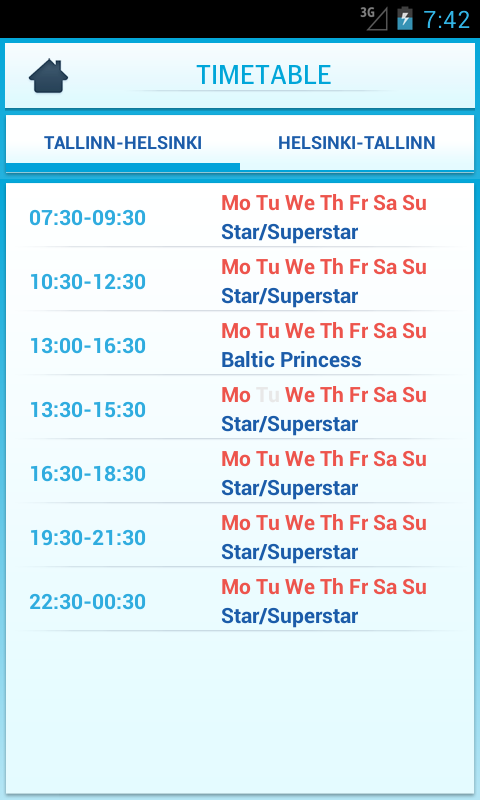 3G 7:42
TIMETABLE
TALLINN-HELSINKI HELSINKI-TALLINN
07:30-09:30 Mo Tu We Th Fr Sa Su
Star/Superstar
10:30-12:30 Mo Tu We Th Fr Sa Su
Star/Superstar
13:00-16:30 Mo Tu We Th Fr Sa Su
Baltic Princess
13:30-15:30 Mo Tu We Th Fr Sa Su
Star/Superstar
16:30-18:30 Mo Tu We Th Fr Sa Su
Star/Superstar
19:30-21:30 Mo Tu We Th Fr Sa Su
Star/Superstar
22:30-00:30 Mo Tu We Th Fr Sa Su
Star/Superstar